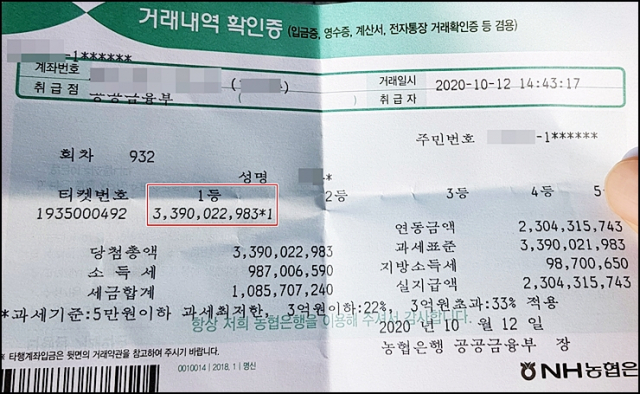 거래내역 확인증 (입금증, 영수증, 계산서, 전자통장 거래확인증 등 겸용)
-1******
계좌번호 ( ) 거래일시 2020-10-12 14:43:17
취급점 공공금융부 ( ) 취급자
주민번호 -1******
회차 932
성명 *
티켓번호 1등 2등 3등 4등 5
1935000492 3,390,022,983*1
연동금액 2,304,315,743
당첨총액 3,390,022,983 과세표준 3,390,021,983
소득세 987,006,590 지방소득세 98,700,650
세금합계 1,085,707,240 실지급액 2,304,315,743
*과세기준:5만원이하 과세최저한, 3억원이하:22%, 3억원초과:33% 적용
항상 저희 농협은행을 이용해 주셔서 감사합니다.
2020 년 10 월 12 일
* 타행계좌입금은 뒷면의 거래약관을 참고하여 주시기 바랍니다.
농협은행 공공금융부 장
0010014 2018. 1 갱신
NH농협은